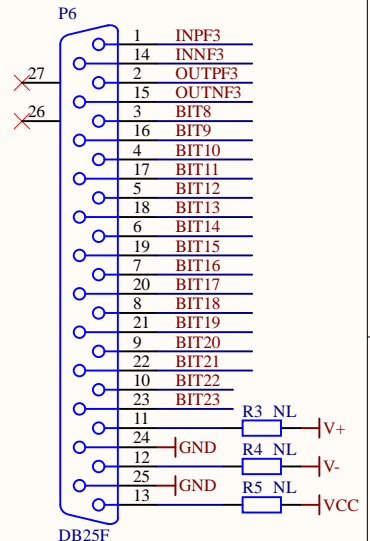 P6
1 INPF3
14 INNF3
27
2 OUTPF3
15 OUTNF3
26
3 BIT8
16 BIT9
4 BIT10
17 BIT11
5 BIT12
18 BIT13
6 BIT14
19 BIT15
7 BIT16
20 BIT17
8 BIT18
21 BIT19
9 BIT20
22 BIT21
10 BIT22
23 BIT23
11 R3 NL V+
24 GND
12 R4 NL V-
25 GND
13 R5 NL VCC
DB25F